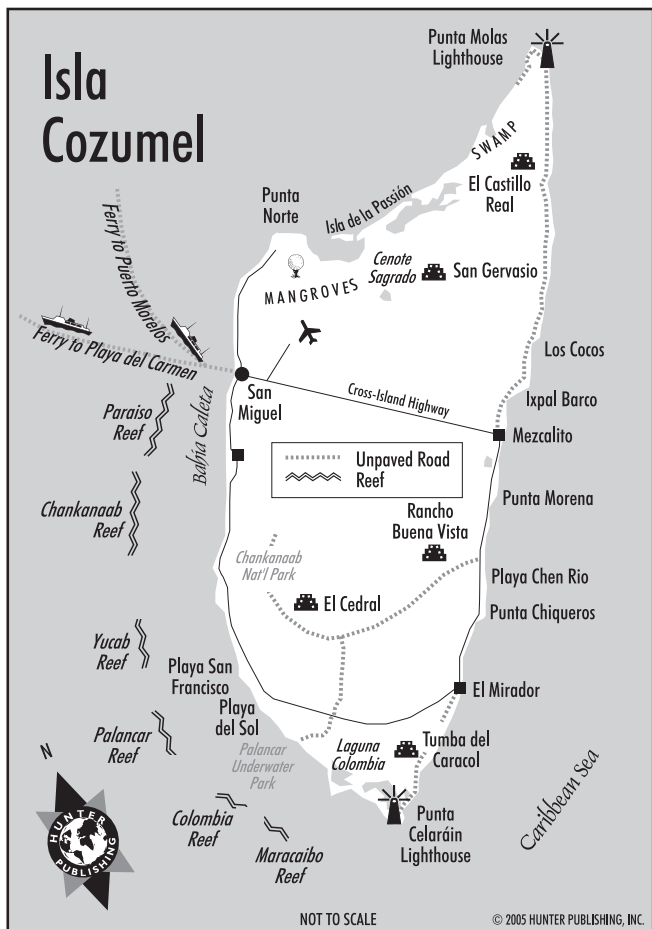 Isla
Cozumel
Punta Molas
Lighthouse
SWAMP
El Castillo
Real
Isla de la Passión
Punta
Norte
Cenote
Sagrado
San Gervasio
MANGROVES
Ferry to Puerto Morelos
Ferry to Playa del Carmen
Los Cocos
Ixpal Barco
Cross-Island Highway
San
Miguel
Mezcalito
Paraiso
Reef
Bahía Caleta
Unpaved Road
Reef
Punta Morena
Chankanaab
Reef
Rancho
Buena Vista
Chankanaab
Nat'l Park
Playa Chen Rio
El Cedral
Punta Chiqueros
Yucab
Reef
Playa San
Francisco
El Mirador
Playa
del Sol
Palancar
Reef
Palancar
Underwater
Park
Laguna
Colombia
Tumba del
Caracol
Caribbean Sea
N
HUNTER
PUBLISHING
Colombia
Reef
Maracaibo
Reef
Punta
Celaráin
Lighthouse
NOT TO SCALE
© 2005 HUNTER PUBLISHING, INC.